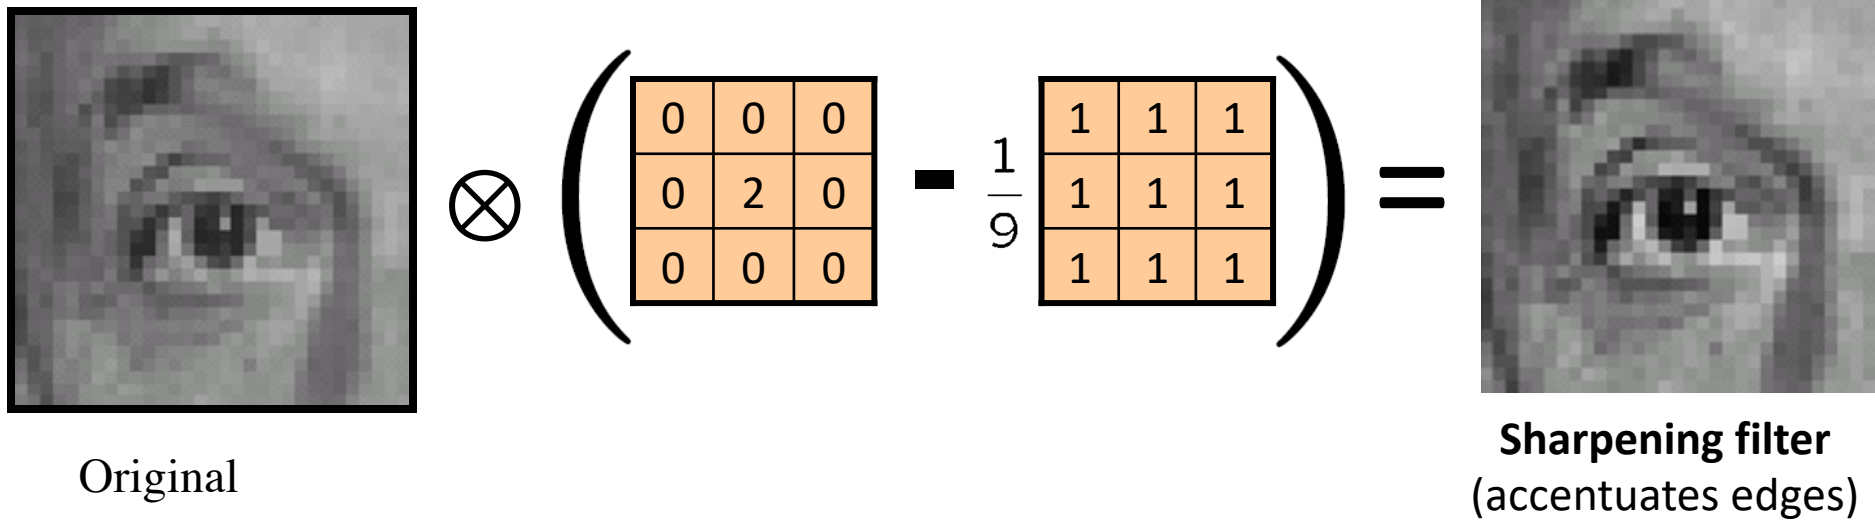 Original
⊗
(
0 0 0
0 2 0
0 0 0
-
1
9
1 1 1
1 1 1
1 1 1
)
=
Sharpening filter
(accentuates edges)